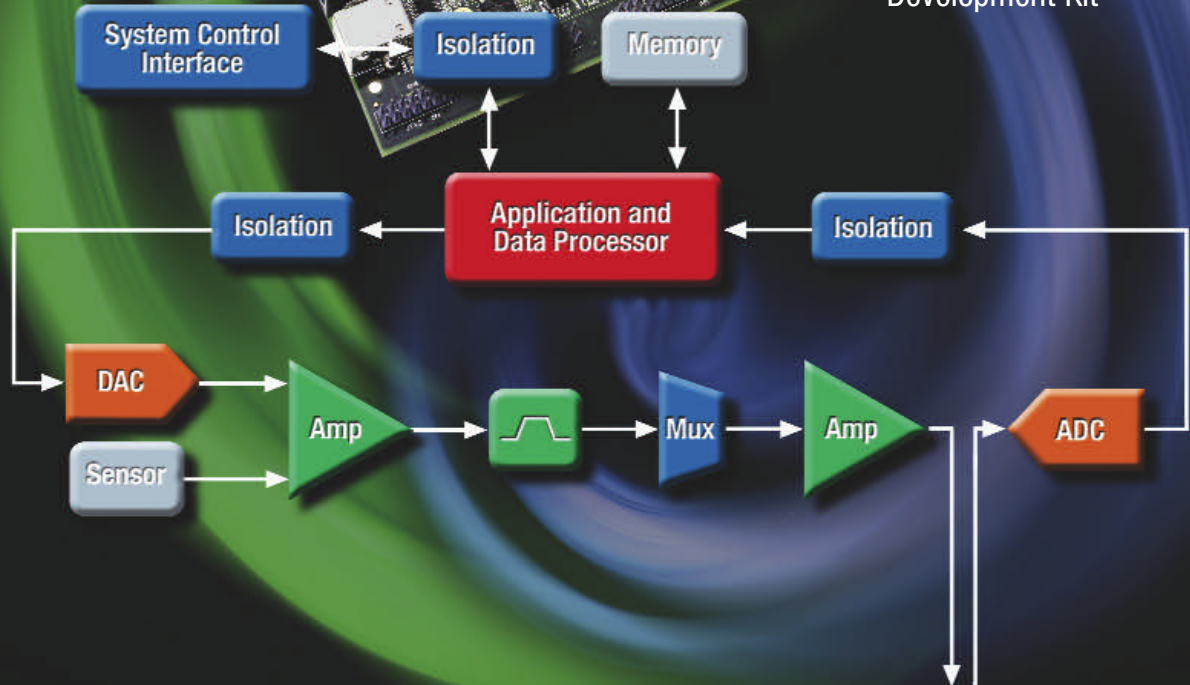 Development Kit
System Control
Interface
Isolation
Memory
Isolation
Application and
Data Processor
Isolation
DAC
Amp
Mux
Amp
ADC
Sensor